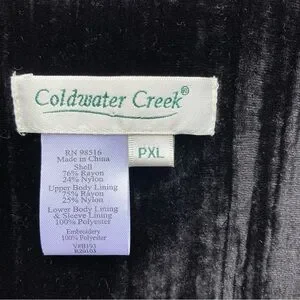 Coldwater Creek®
PXL
RN 98516
Made in China
Shell
76% Rayon
24% Nylon
Upper Body Lining
75% Rayon
25% Nylon
Lower Body Lining
& Sleeve Lining
100% Polyester
Embroidery
100% Polyester